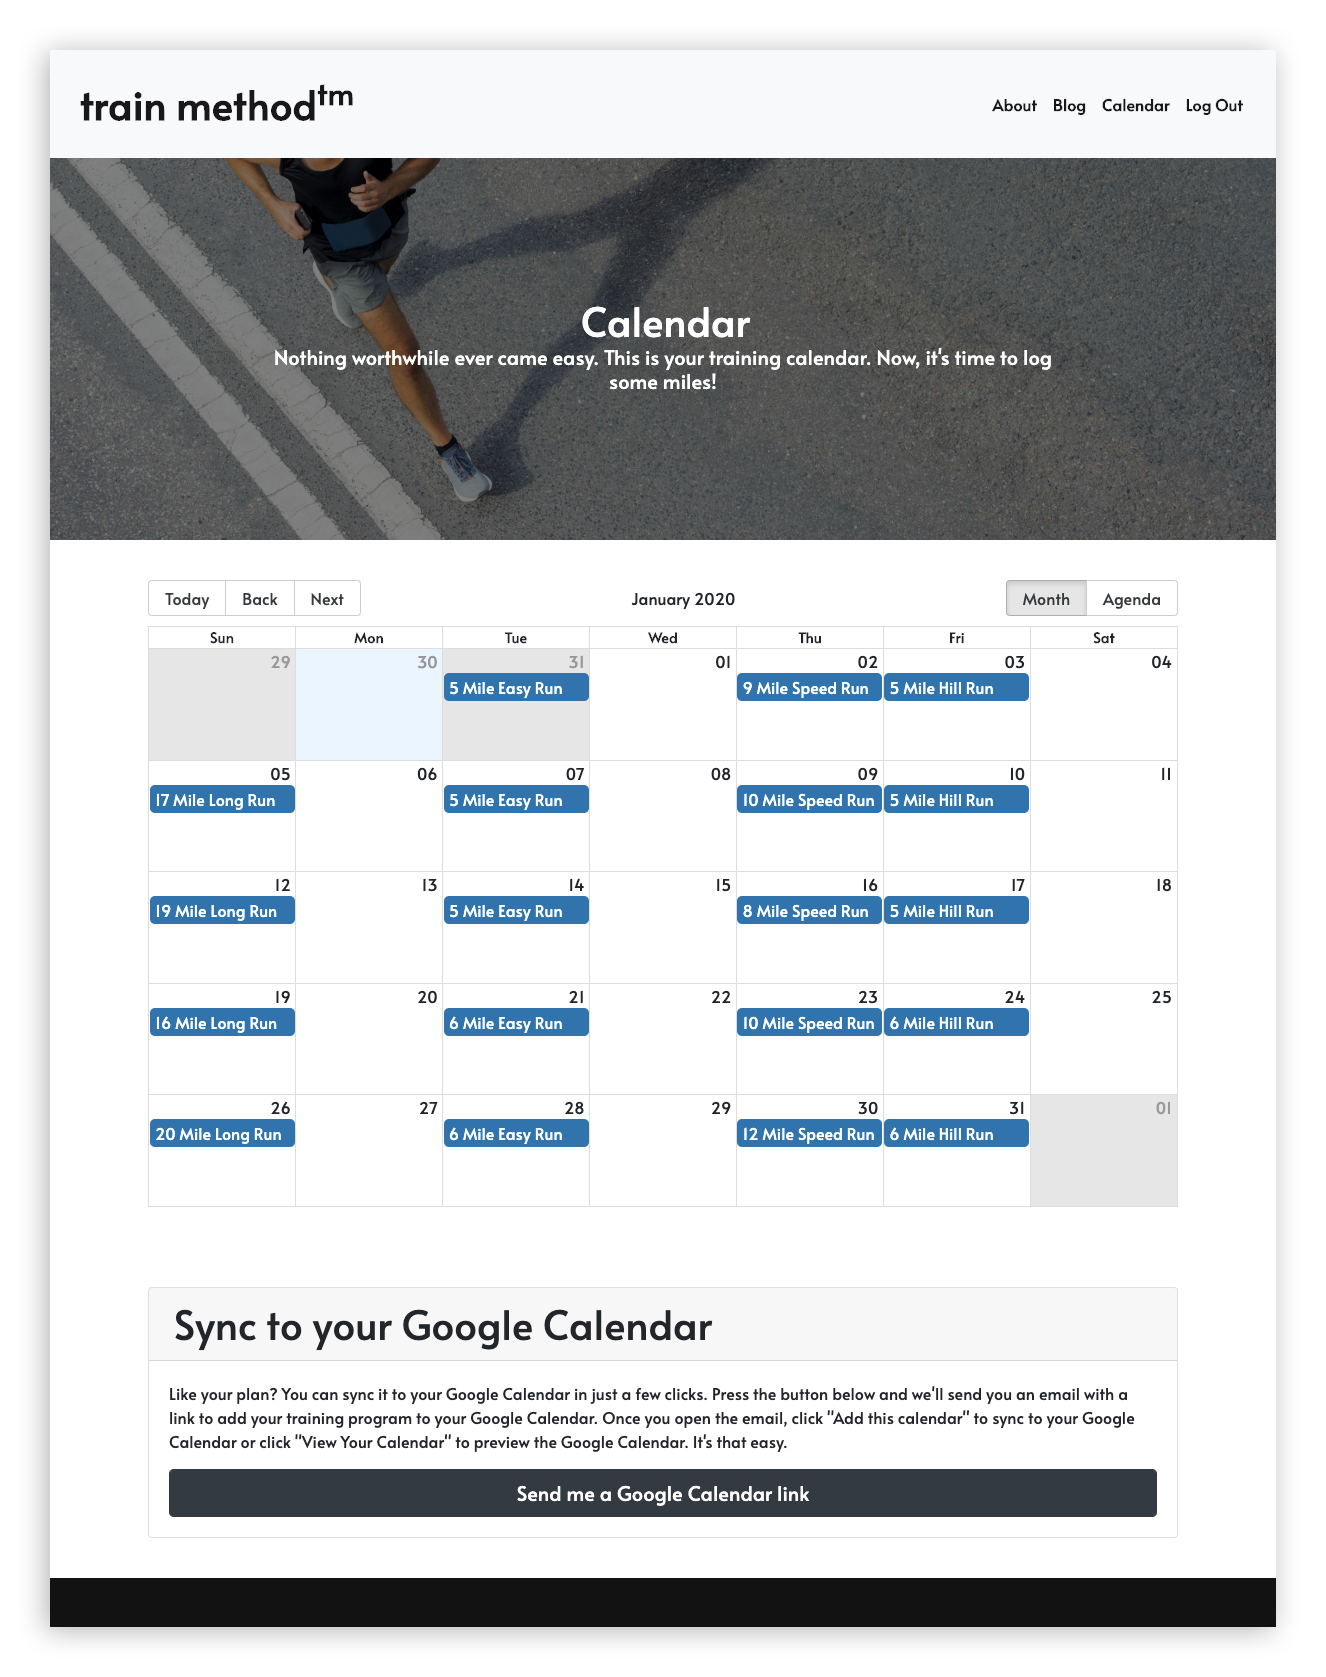 train method™
About Blog Calendar Log Out
Calendar
Nothing worthwhile ever came easy. This is your training calendar. Now, it's time to log
some miles!
Today Back Next January 2020 Month Agenda
Sun Mon Tue Wed Thu Fri Sat
29 30 31 01 02 03 04
5 Mile Easy Run 9 Mile Speed Run 5 Mile Hill Run
05 06 07 08 09 10 11
17 Mile Long Run 5 Mile Easy Run 10 Mile Speed Run 5 Mile Hill Run
12 13 14 15 16 17 18
19 Mile Long Run 5 Mile Easy Run 8 Mile Speed Run 5 Mile Hill Run
19 20 21 22 23 24 25
16 Mile Long Run 6 Mile Easy Run 10 Mile Speed Run 6 Mile Hill Run
26 27 28 29 30 31 01
20 Mile Long Run 6 Mile Easy Run 12 Mile Speed Run 6 Mile Hill Run
Sync to your Google Calendar
Like your plan? You can sync it to your Google Calendar in just a few clicks. Press the button below and we'll send you an email with a
link to add your training program to your Google Calendar. Once you open the email, click "Add this calendar" to sync to your Google
Calendar or click "View Your Calendar" to preview the Google Calendar. It's that easy.
Send me a Google Calendar link